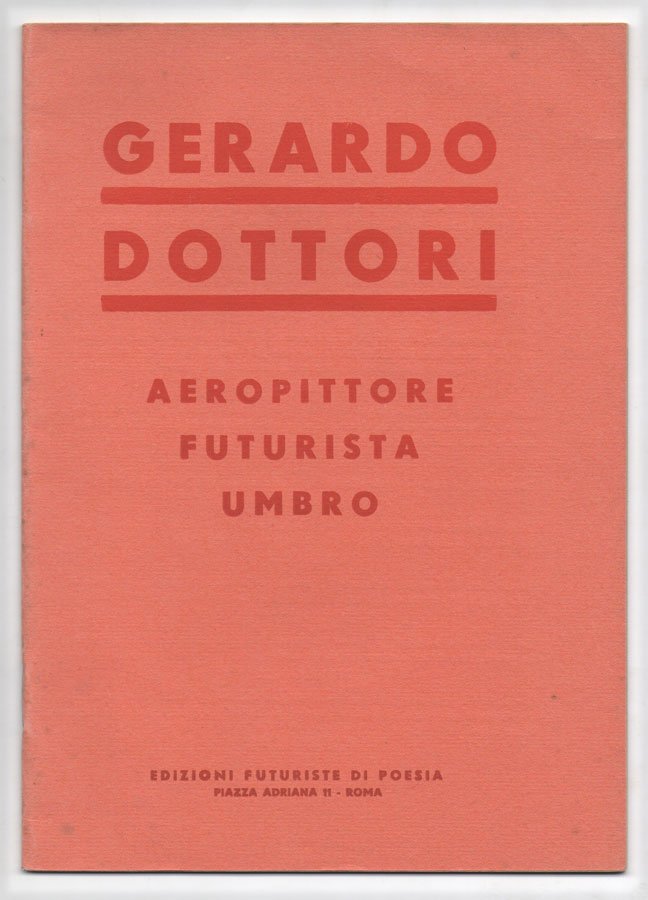 GERARDO
DOTTORI
AEROPITTORE
FUTURISTA
UMBRO
EDIZIONI FUTURISTE DI POESIA
PIAZZA ADRIANA 11 - ROMA